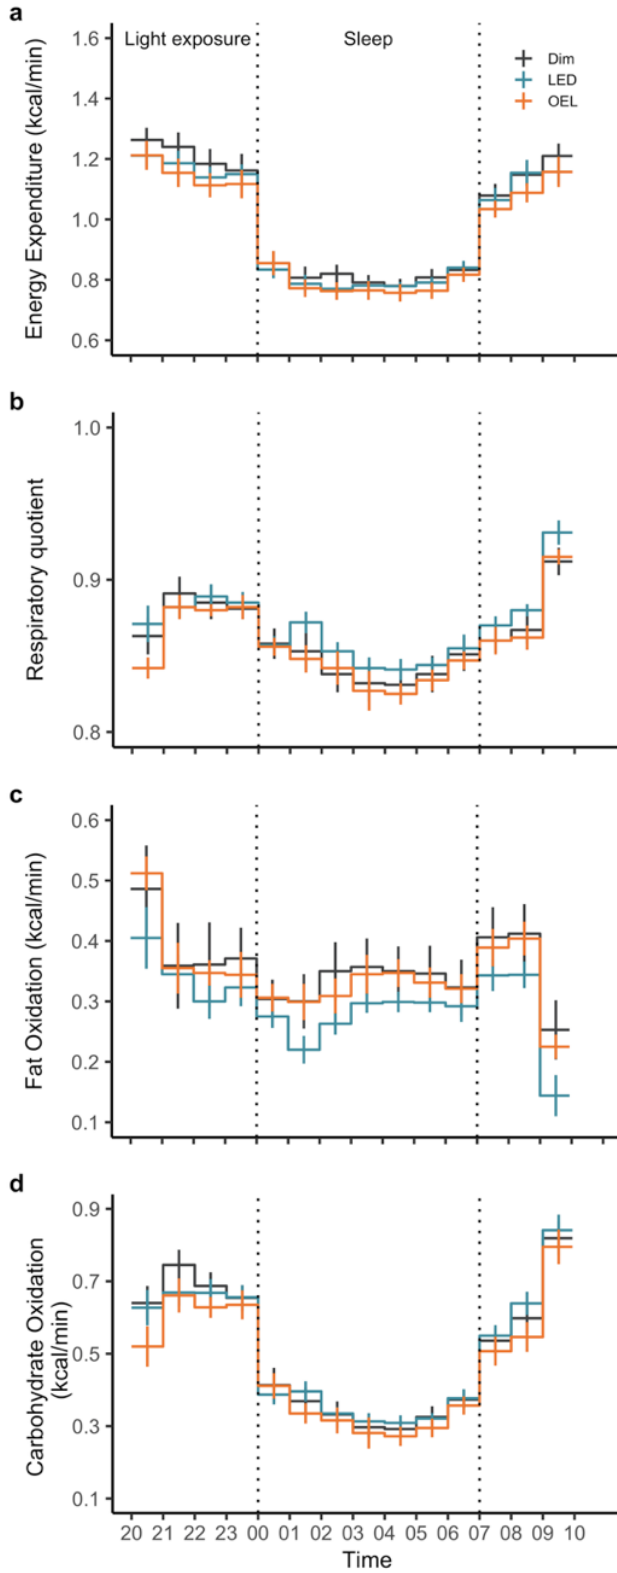 a
Light exposure Sleep
Energy Expenditure (kcal/min)
1.6
1.4
1.2
1.0
0.8
0.6
Dim
LED
OEL
b
Respiratory quotient
1.0
0.9
0.8
c
Fat Oxidation (kcal/min)
0.6
0.5
0.4
0.3
0.2
0.1
d
Carbohydrate Oxidation
(kcal/min)
0.9
0.7
0.5
0.3
0.1
20 21 22 23 00 01 02 03 04 05 06 07 08 09 10
Time